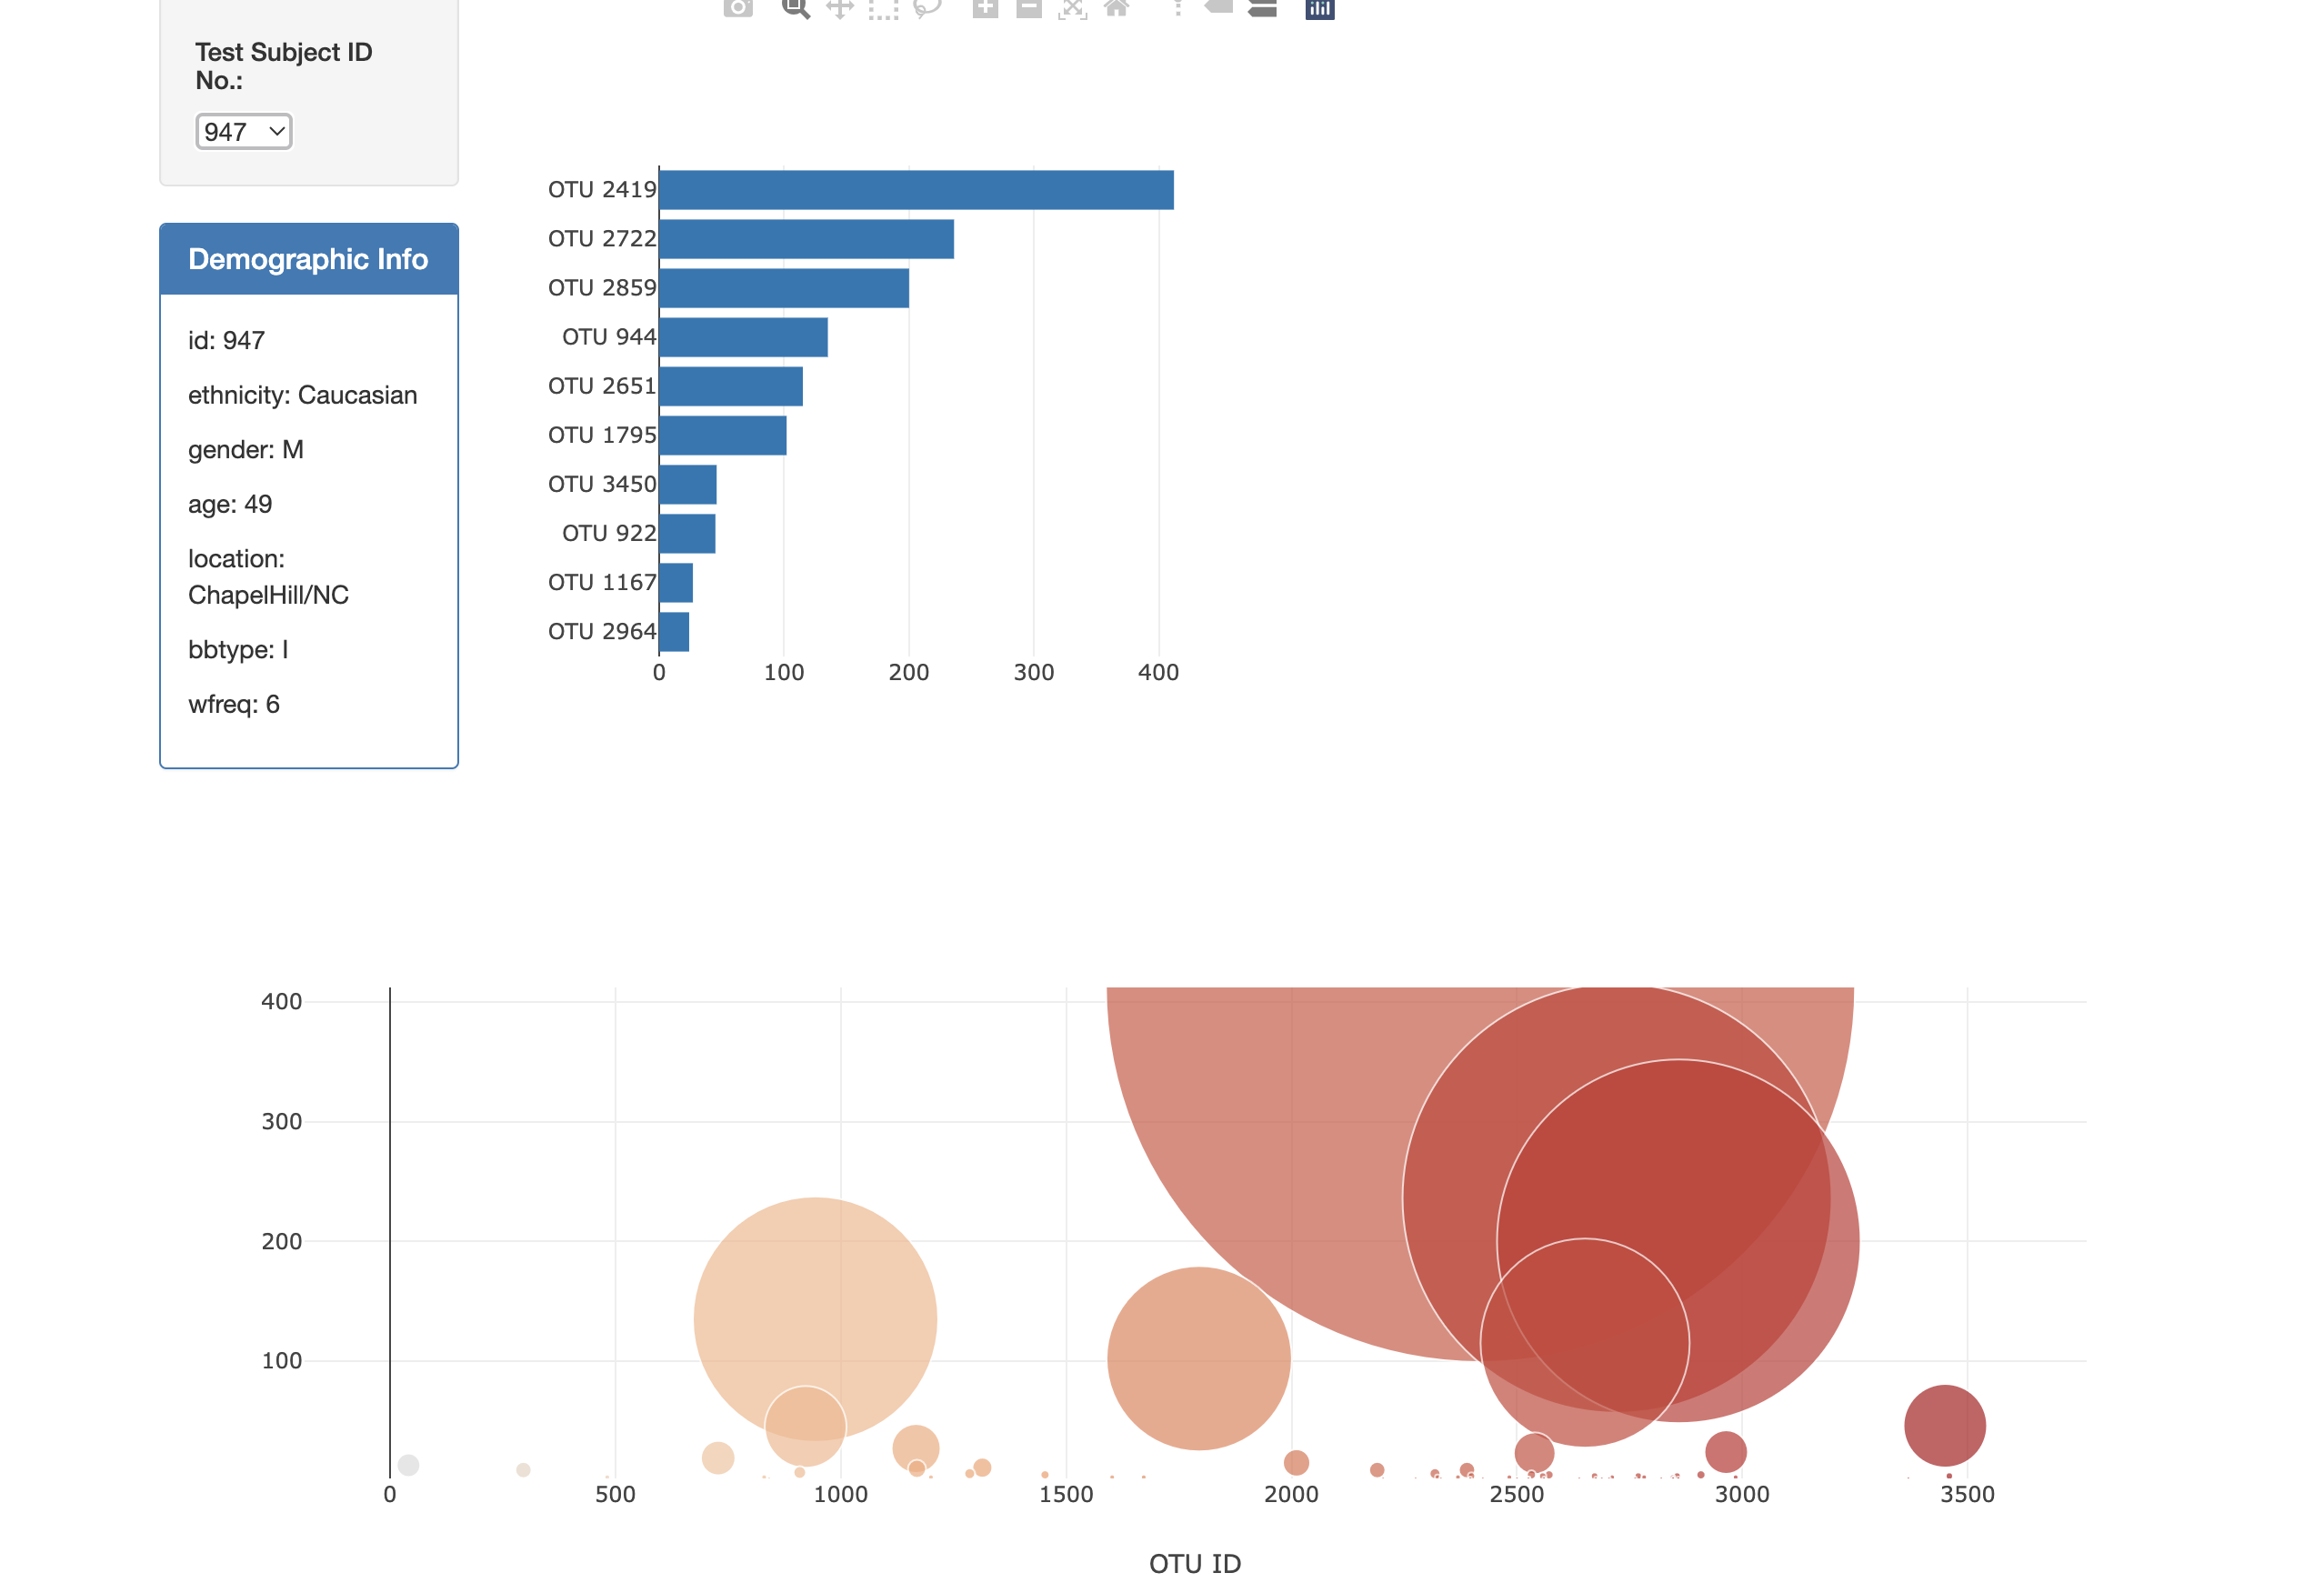 Test Subject ID
No.:
947
Demographic Info
id: 947
ethnicity: Caucasian
gender: M
age: 49
location:
ChapelHill/NC
bbtype: I
wfreq: 6
OTU 2419
OTU 2722
OTU 2859
OTU 944
OTU 2651
OTU 1795
OTU 3450
OTU 922
OTU 1167
OTU 2964
0 100 200 300 400
400
300
200
100
0 500 1000 1500 2000 2500 3000 3500
OTU ID